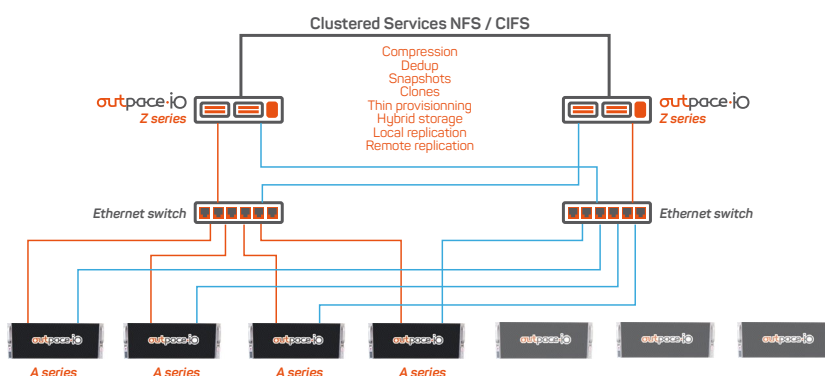 Clustered Services NFS / CIFS
Compression
Dedup
Snapshots
Clones
Thin provisionning
Hybrid storage
Local replication
Remote replication
outpace·iO
Z series
outpace·iO
Z series
Ethernet switch
Ethernet switch
outpace·iO
outpace·iO
outpace·iO
outpace·iO
outpace·iO
outpace·iO
outpace·iO
A series
A series
A series
A series